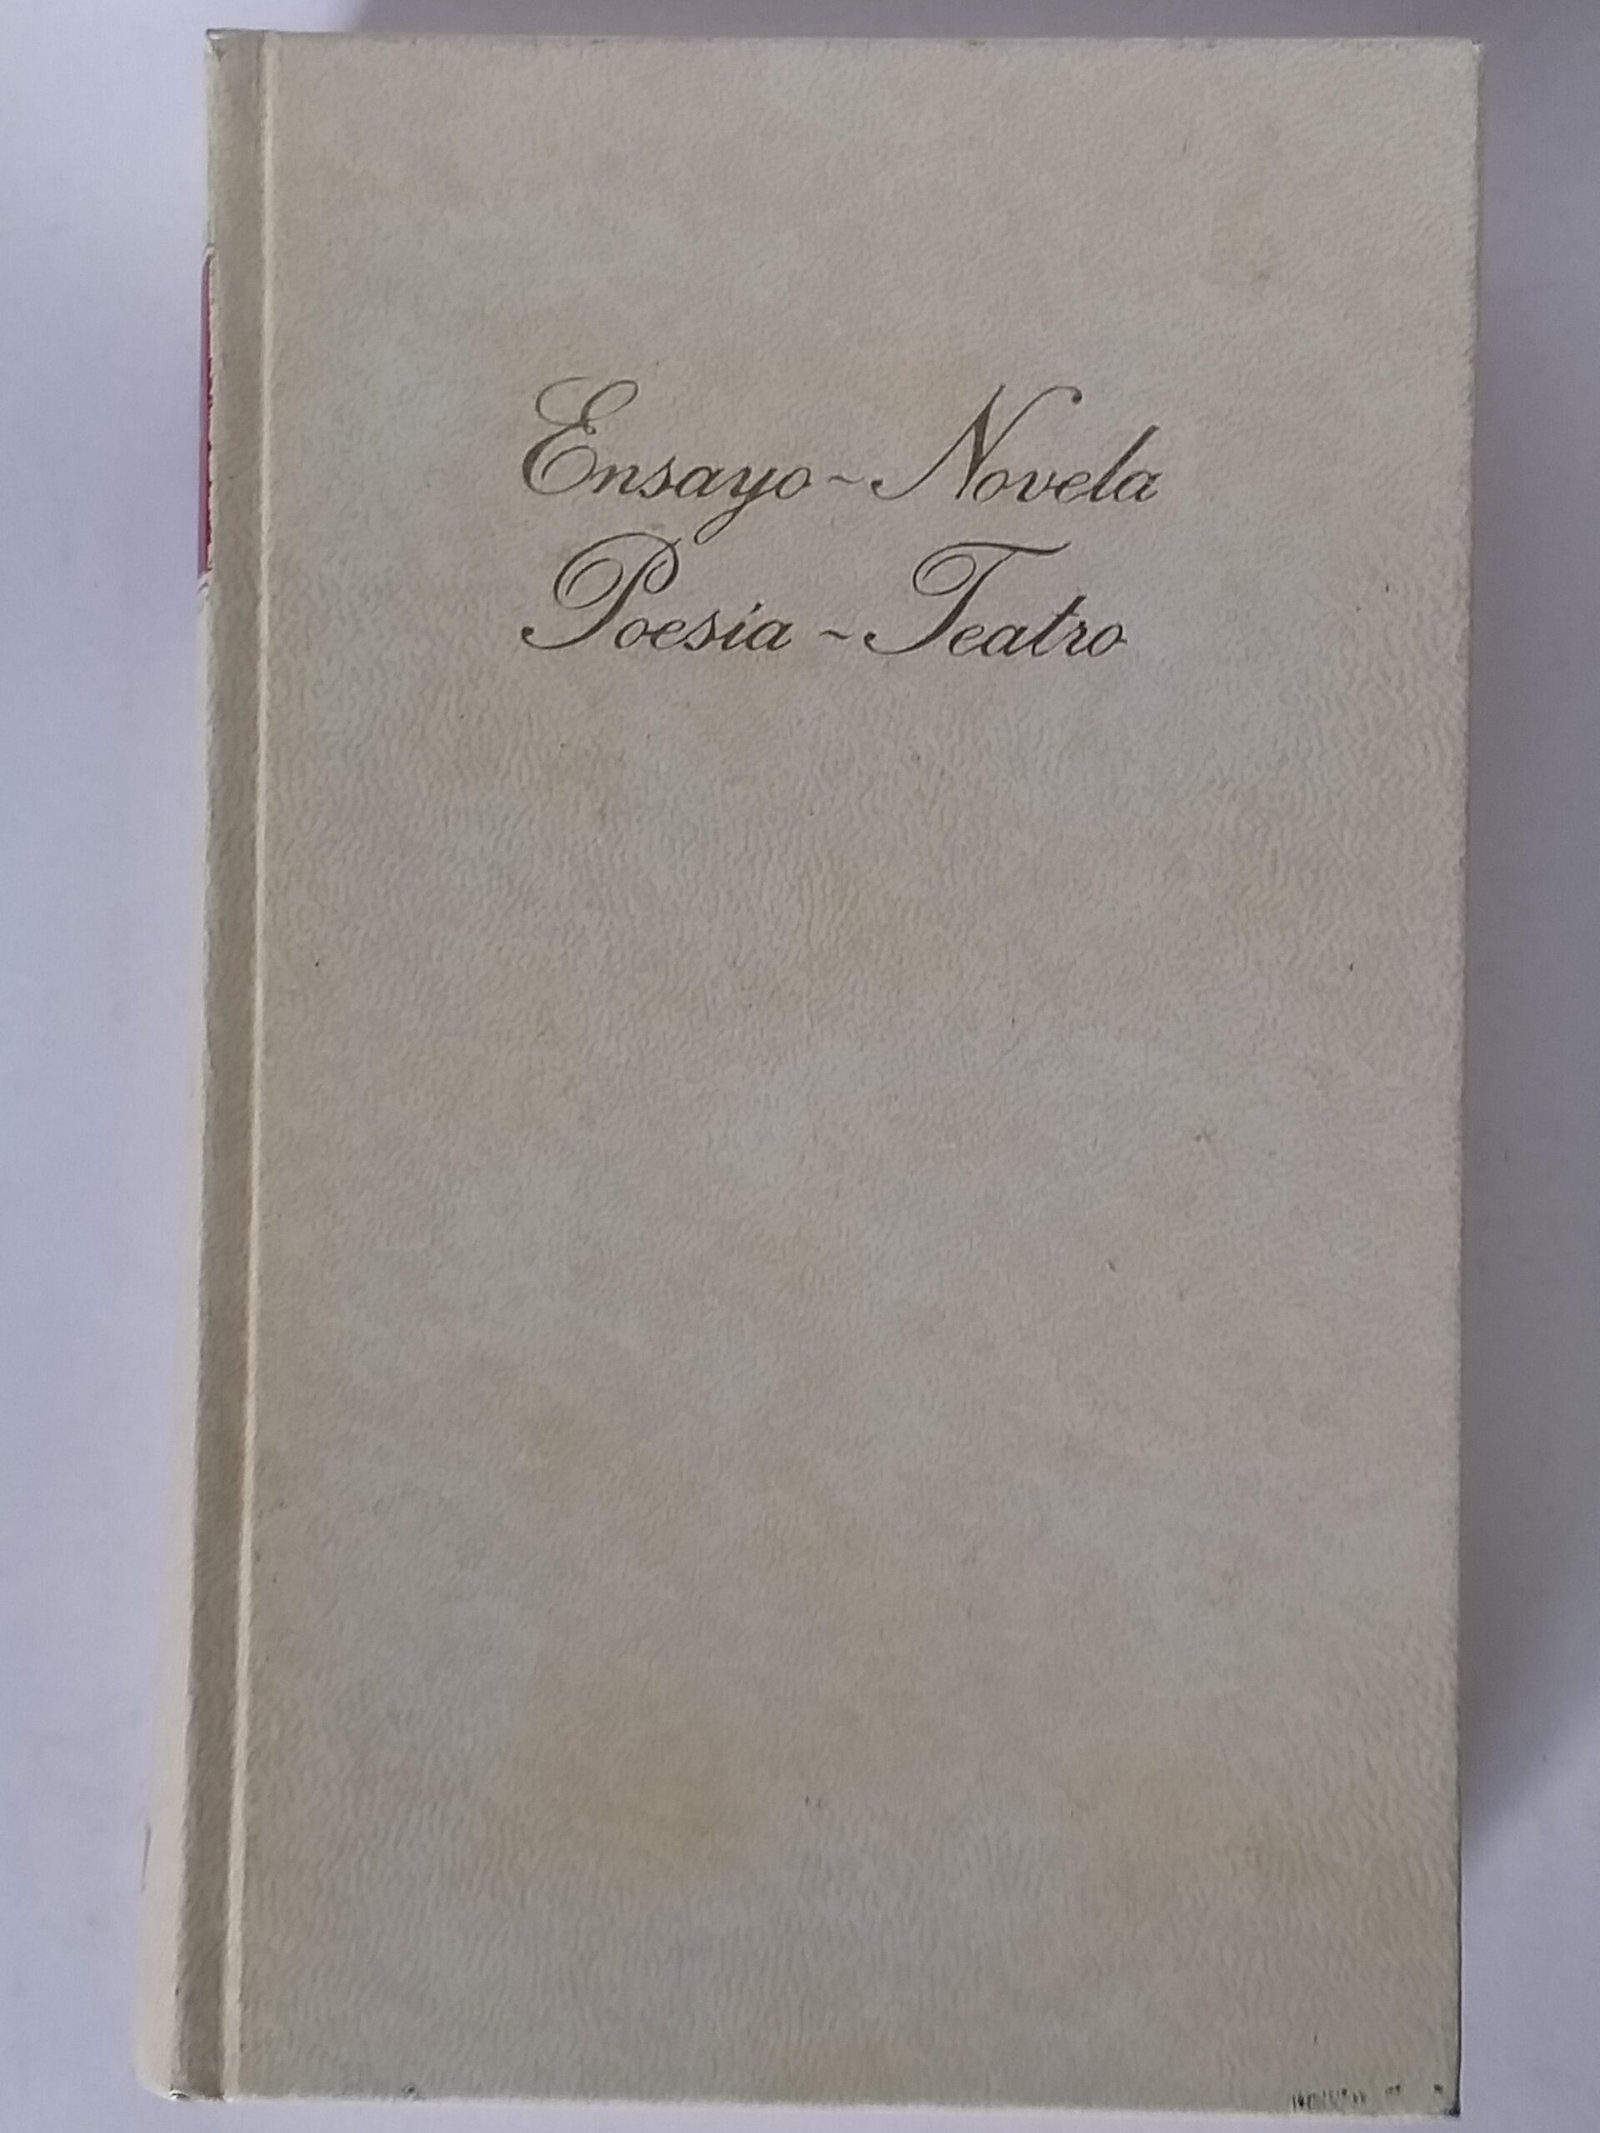 Ensayo ~ Novela
Poesía ~ Teatro